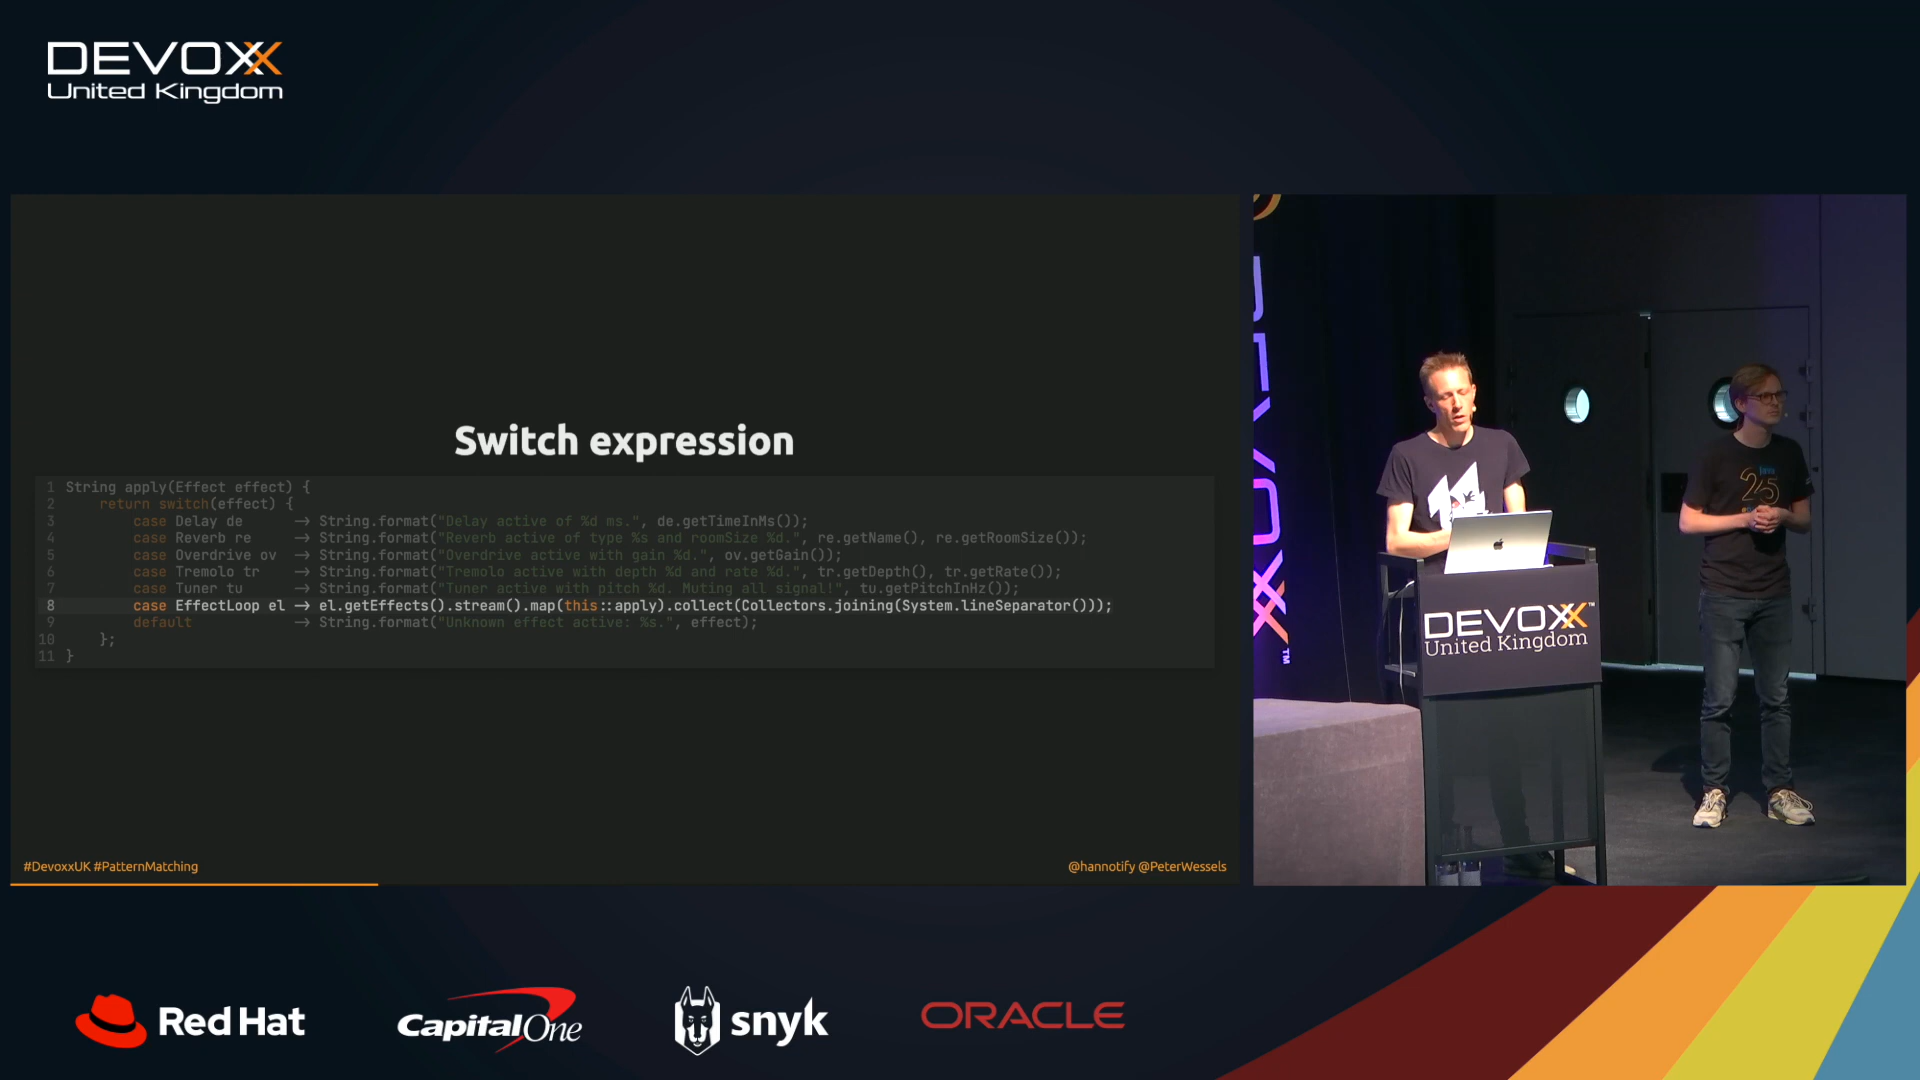 DEVOXX
United Kingdom
Switch expression
1 String apply(Effect effect) {
2 return switch(effect) {
3 case Delay de -> String.format("Delay active of %d ms.", de.getTimeInMs());
4 case Reverb re -> String.format("Reverb active of type %s and roomSize %d.", re.getName(), re.getRoomSize());
5 case Overdrive ov -> String.format("Overdrive active with gain %d.", ov.getGain());
6 case Tremolo tr -> String.format("Tremolo active with depth %d and rate %d.", tr.getDepth(), tr.getRate());
7 case Tuner tu -> String.format("Tuner active with pitch %d. Muting all signal!", tu.getPitchInHz());
8 case EffectLoop el -> el.getEffects().stream().map(this::apply).collect(Collectors.joining(System.lineSeparator()));
9 default -> String.format("Unknown effect active: %s.", effect);
10 };
11 }
#DevoxxUK #PatternMatching
@hannotify @PeterWessels
DEVOXX™
25
DEVOXX™
United Kingdom
Red Hat
Capital One
snyk
ORACLE